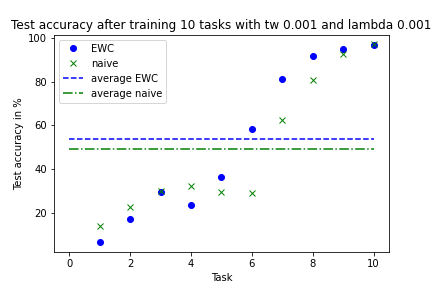 Test accuracy after training 10 tasks with tw 0.001 and lambda 0.001
100
80
60
40
20
Test accuracy in %
EWC
naive
average EWC
average naive
0 2 4 6 8 10
Task